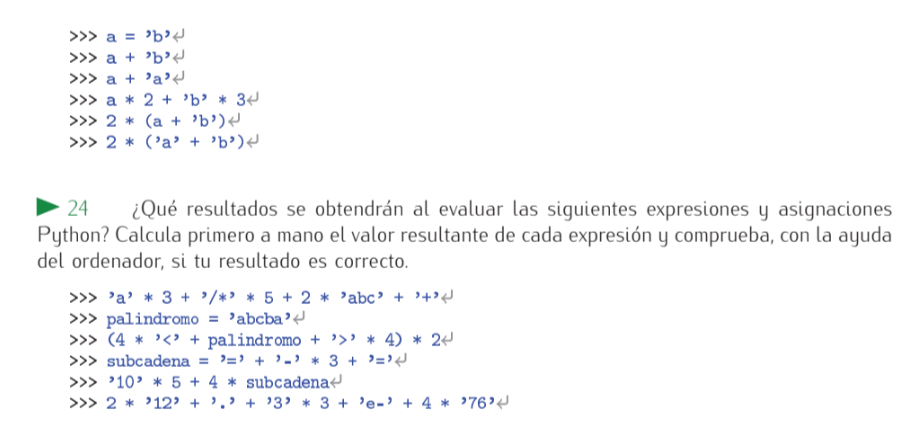 >>> a = ’b’↵
>>> a + ’b’↵
>>> a + ’a’↵
>>> a * 2 + ’b’ * 3↵
>>> 2 * (a + ’b’)↵
>>> 2 * (’a’ + ’b’)↵
▶ 24 ¿Qué resultados se obtendrán al evaluar las siguientes expresiones y asignaciones
Python? Calcula primero a mano el valor resultante de cada expresión y comprueba, con la ayuda
del ordenador, si tu resultado es correcto.
>>> ’a’ * 3 + ’/*’ * 5 + 2 * ’abc’ + ’+’↵
>>> palindromo = ’abcba’↵
>>> (4 * ’<’ + palindromo + ’>’ * 4) * 2↵
>>> subcadena = ’=’ + ’-’ * 3 + ’=’↵
>>> ’10’ * 5 + 4 * subcadena↵
>>> 2 * ’12’ + ’.’ + ’3’ * 3 + ’e-’ + 4 * ’76’↵